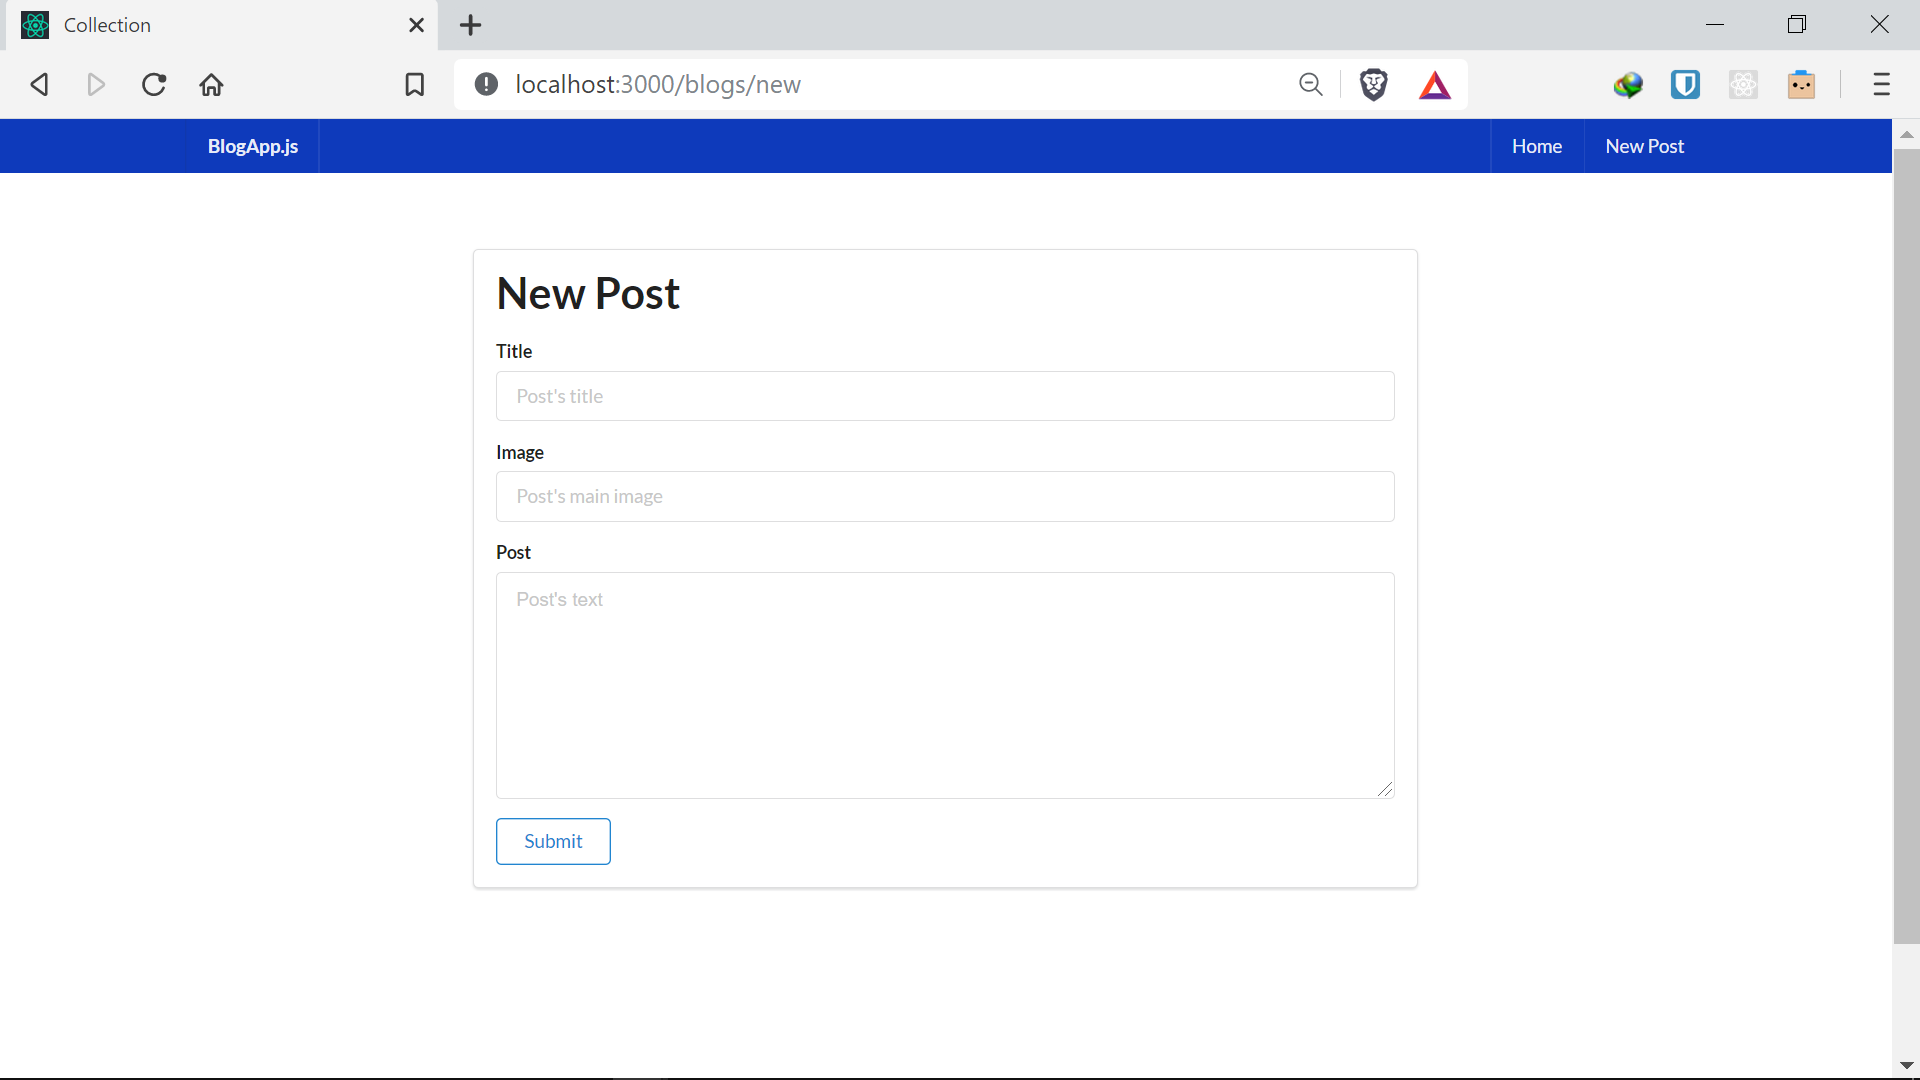 Collection
localhost:3000/blogs/new
BlogApp.js
Home
New Post
New Post
Title
Post's title
Image
Post's main image
Post
Post's text
Submit